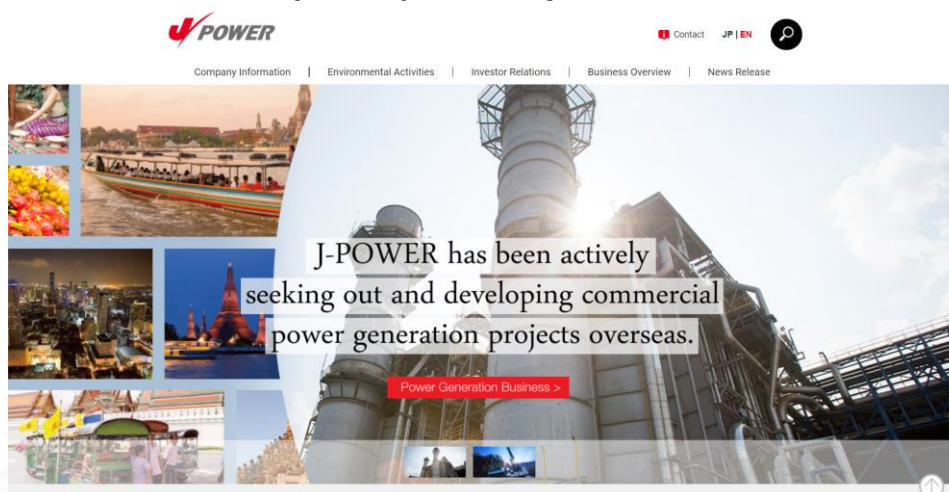 J POWER
Contact JP | EN
Company Information | Environmental Activities | Investor Relations | Business Overview | News Release
J-POWER has been actively
seeking out and developing commercial
power generation projects overseas.
Power Generation Business >